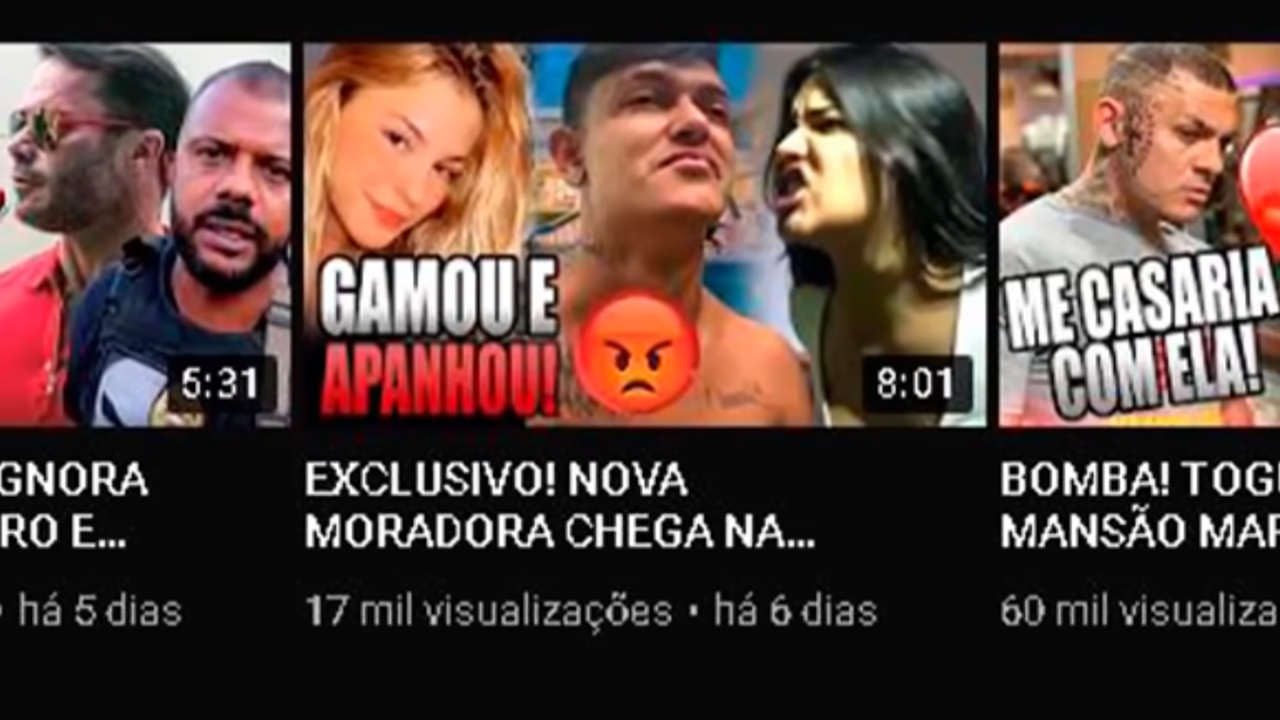 GAMOU E
APANHOU!
ME CASARIA
COM ELA!
5:31
8:01
GNORA
RO E...
há 5 dias
EXCLUSIVO! NOVA
MORADORA CHEGA NA...
17 mil visualizações • há 6 dias
BOMBA! TOG
MANSÃO MAR
60 mil visualiza